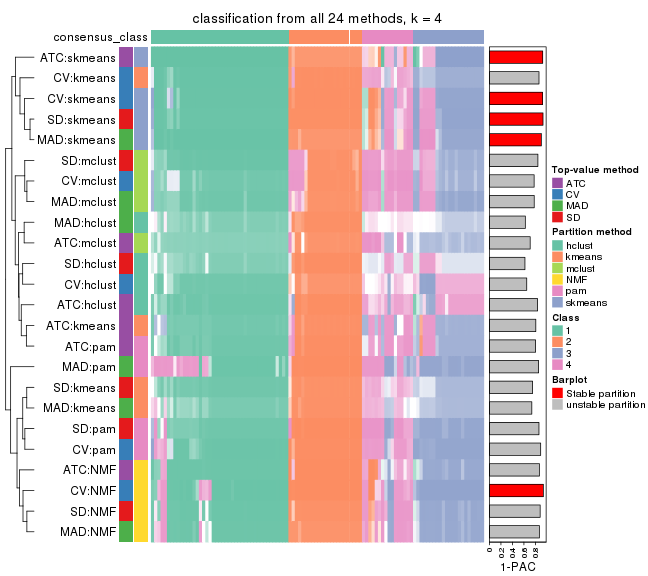 classification from all 24 methods, k = 4
consensus_class
ATC:skmeans
CV:kmeans
CV:skmeans
SD:skmeans
MAD:skmeans
SD:mclust
CV:mclust
MAD:mclust
MAD:hclust
ATC:mclust
SD:hclust
CV:hclust
ATC:hclust
ATC:kmeans
ATC:pam
MAD:pam
SD:kmeans
MAD:kmeans
SD:pam
CV:pam
ATC:NMF
CV:NMF
SD:NMF
MAD:NMF
0
0.2
0.4
0.6
0.8
1-PAC
Top-value method
ATC
CV
MAD
SD
Partition method
hclust
kmeans
mclust
NMF
pam
skmeans
Class
1
2
3
4
Barplot
Stable partition
unstable partition